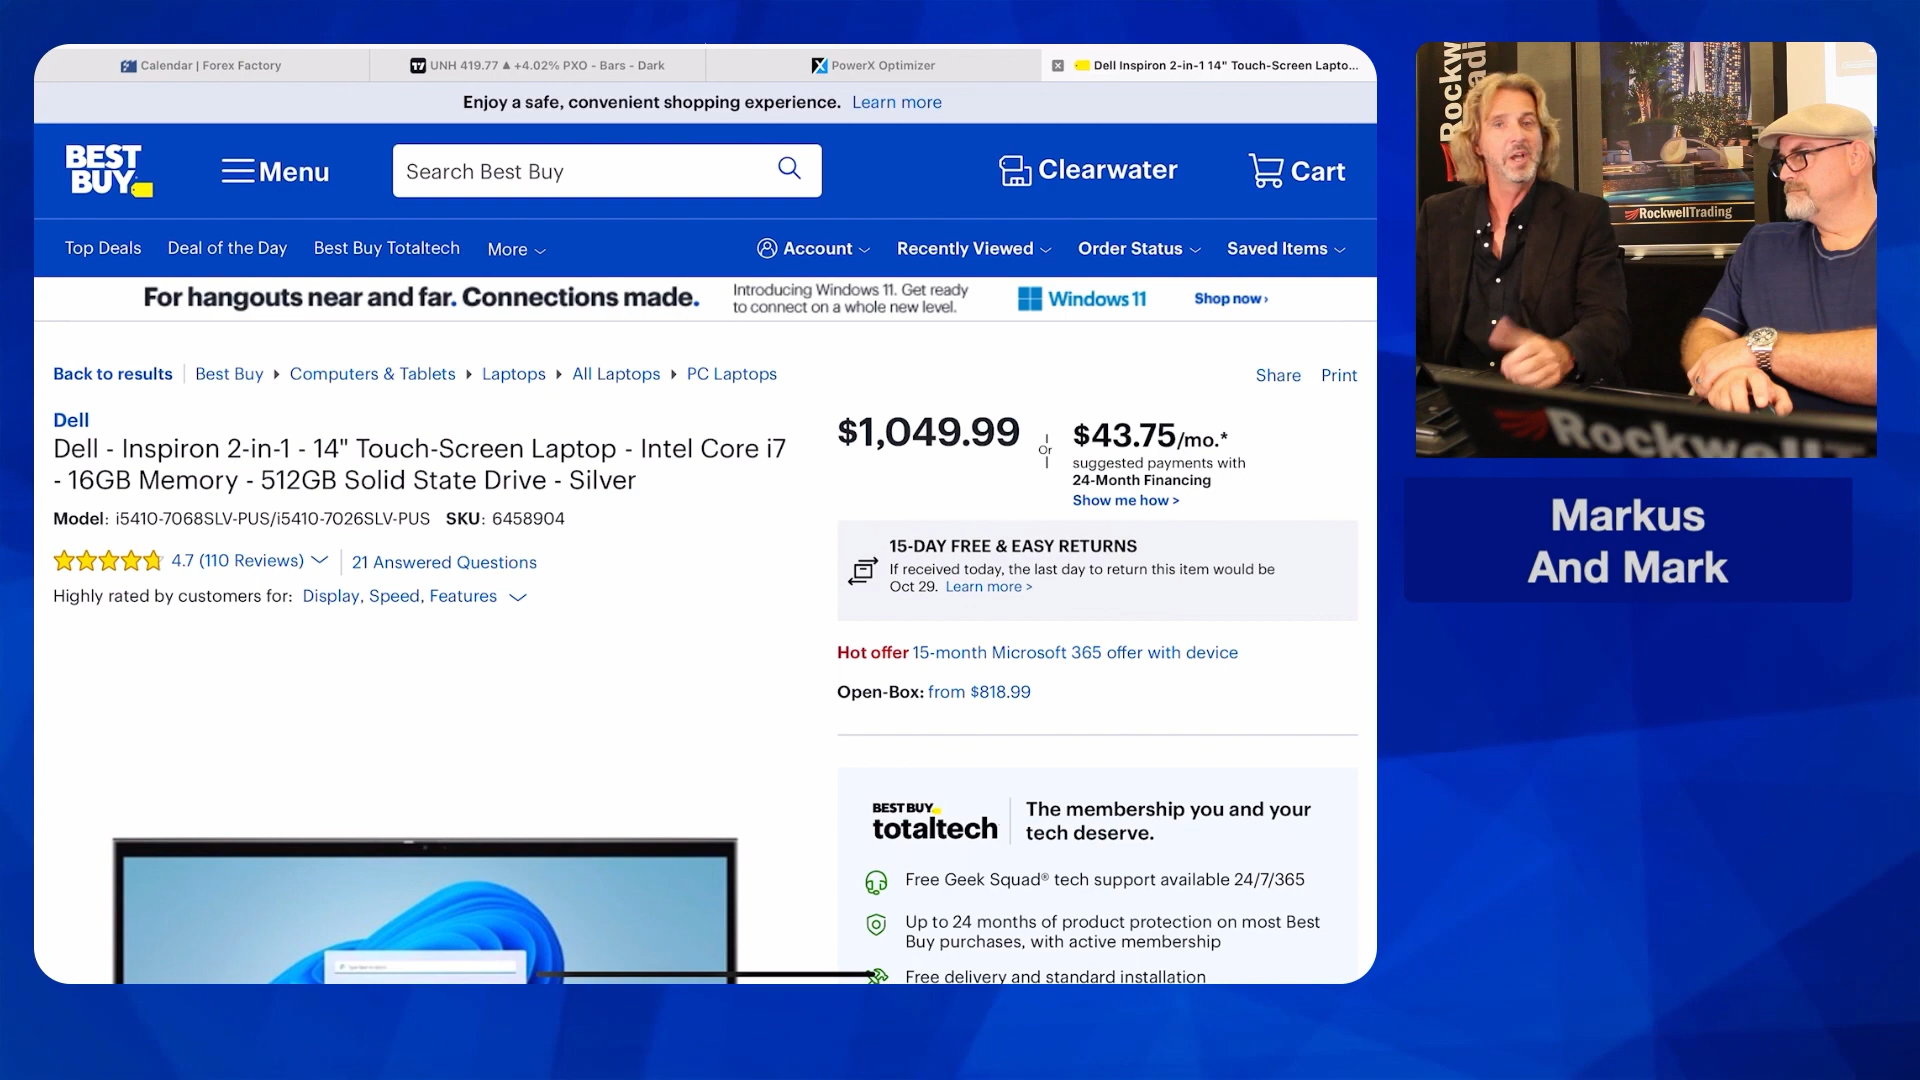 Calendar | Forex Factory
UNH 419.77 ▲ +4.02% PXO - Bars - Dark
PowerX Optimizer
Dell Inspiron 2-in-1 14" Touch-Screen Lapto...
Enjoy a safe, convenient shopping experience. Learn more
BEST
BUY
Menu
Search Best Buy
Clearwater
Cart
Top Deals
Deal of the Day
Best Buy Totaltech
More
Account
Recently Viewed
Order Status
Saved Items
For hangouts near and far. Connections made.
Introducing Windows 11. Get ready
to connect on a whole new level.
Windows 11
Shop now ›
Back to results
Best Buy
Computers & Tablets
Laptops
All Laptops
PC Laptops
Share
Print
Dell
Dell - Inspiron 2-in-1 - 14" Touch-Screen Laptop - Intel Core i7
- 16GB Memory - 512GB Solid State Drive - Silver
Model: i5410-7068SLV-PUS/i5410-7026SLV-PUS SKU: 6458904
4.7 (110 Reviews)
21 Answered Questions
Highly rated by customers for: Display, Speed, Features
$1,049.99
Or
$43.75/mo.*
suggested payments with
24-Month Financing
Show me how >
15-DAY FREE & EASY RETURNS
If received today, the last day to return this item would be
Oct 29. Learn more >
Hot offer 15-month Microsoft 365 offer with device
Open-Box: from $818.99
BEST BUY
totaltech
The membership you and your
tech deserve.
Free Geek Squad® tech support available 24/7/365
Up to 24 months of product protection on most Best
Buy purchases, with active membership
Free delivery and standard installation
Rockw
radi
RockwellTrading
RockwellT
Markus
And Mark